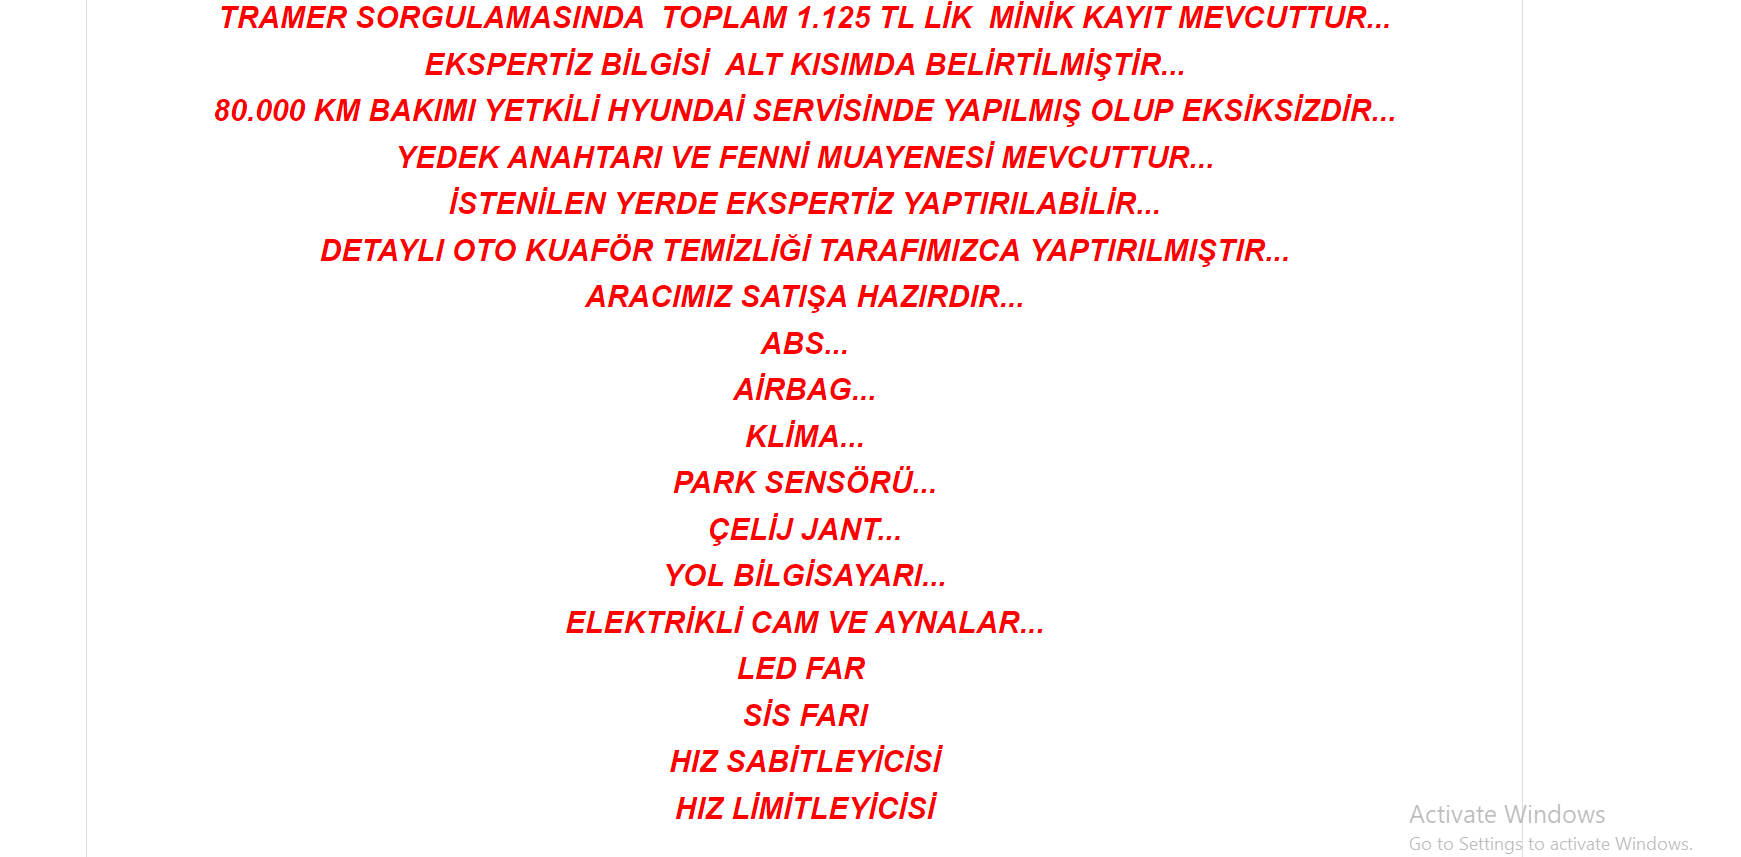 TRAMER SORGULAMASINDA  TOPLAM 1.125 TL LİK  MİNİK KAYIT MEVCUTTUR...
EKSPERTİZ BİLGİSİ  ALT KISIMDA BELİRTİLMİŞTİR...
80.000 KM BAKIMI YETKİLİ HYUNDAİ SERVİSİNDE YAPILMIŞ OLUP EKSİKSİZDİR...
YEDEK ANAHTARI VE FENNİ MUAYENESİ MEVCUTTUR...
İSTENİLEN YERDE EKSPERTİZ YAPTIRILABİLİR...
DETAYLI OTO KUAFÖR TEMİZLİĞİ TARAFIMIZCA YAPTIRILMIŞTIR...
ARACIMIZ SATIŞA HAZIRDIR...
ABS...
AİRBAG...
KLİMA...
PARK SENSÖRÜ...
ÇELİJ JANT...
YOL BİLGİSAYARI...
ELEKTRİKLİ CAM VE AYNALAR...
LED FAR
SİS FARI
HIZ SABİTLEYİCİSİ
HIZ LİMİTLEYİCİSİ
Activate Windows
Go to Settings to activate Windows.